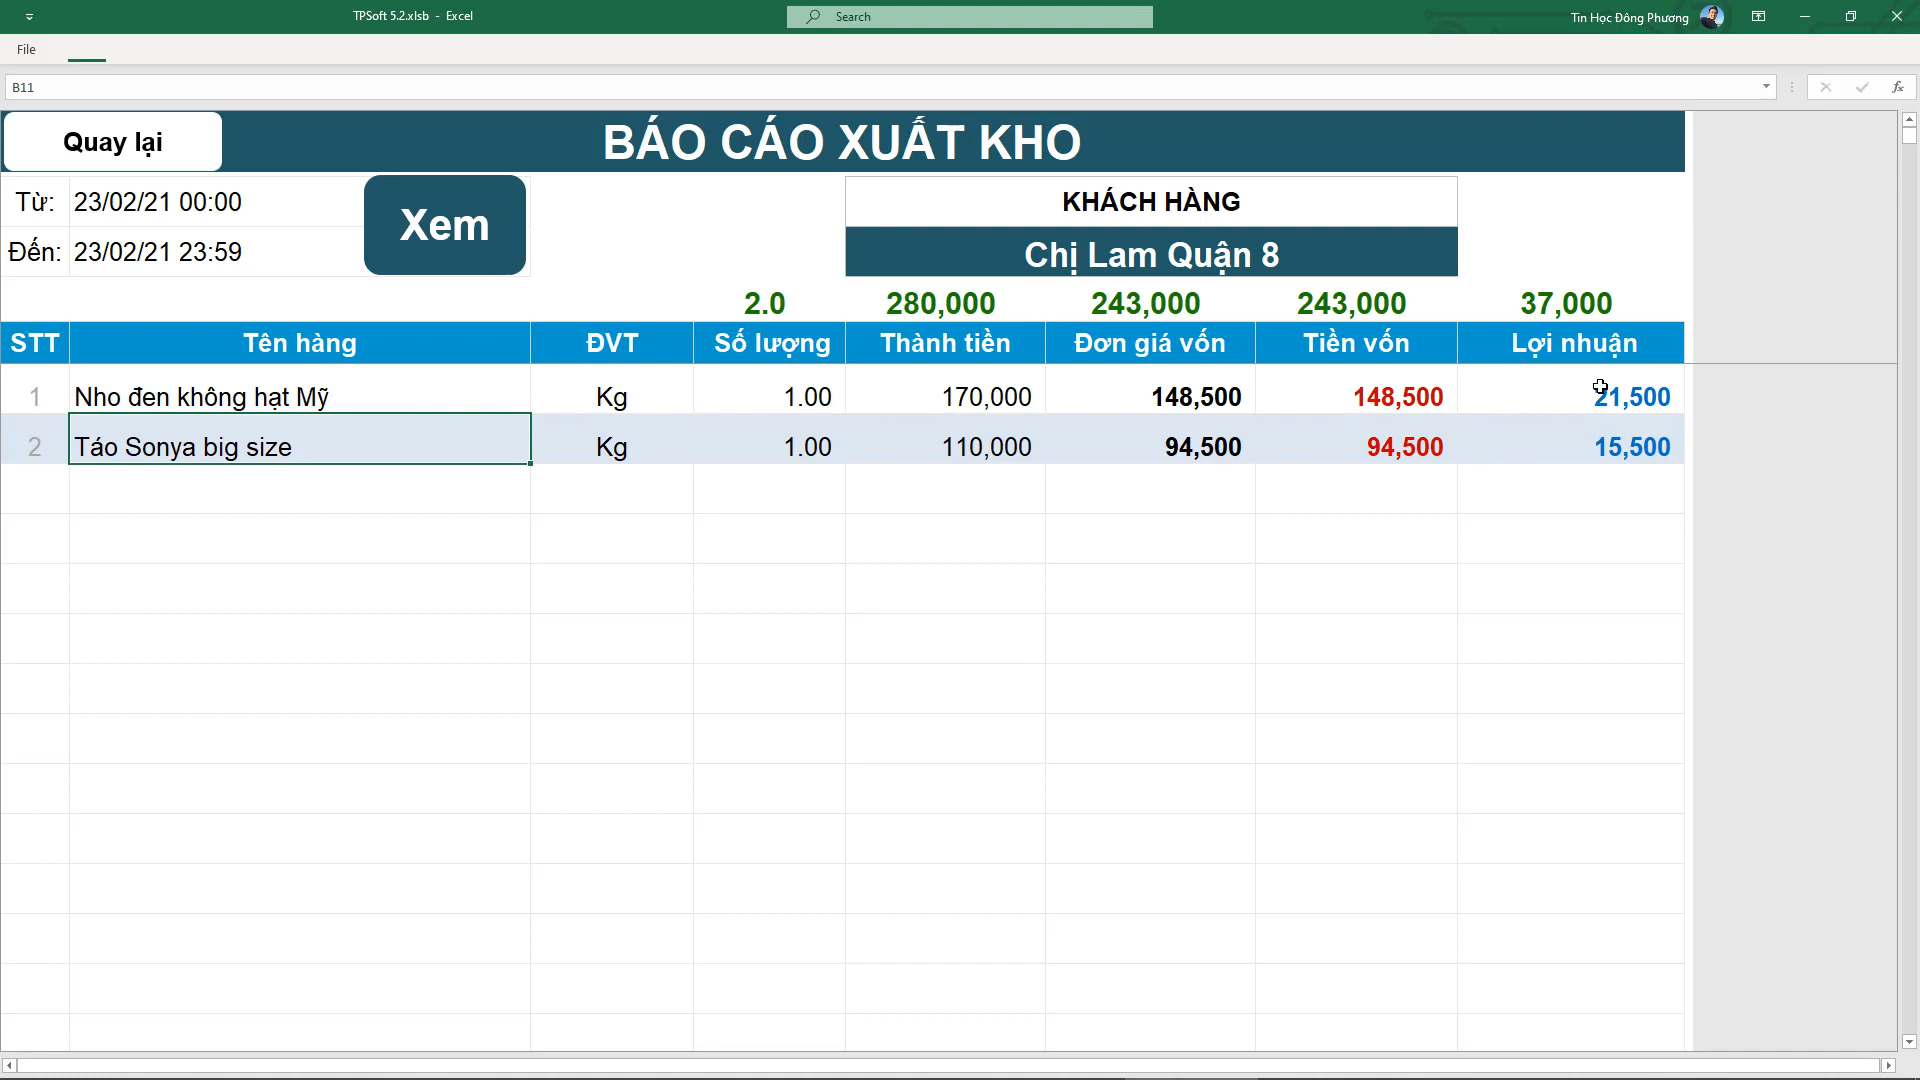 TPSoft 5.2.xlsb - Excel
Search
Tin Học Đông Phương
File
B11
fx
Quay lại
BÁO CÁO XUẤT KHO
Từ: 23/02/21 00:00
Xem
KHÁCH HÀNG
Đến: 23/02/21 23:59
Chị Lam Quận 8
2.0 280,000 243,000 243,000 37,000
STT Tên hàng ĐVT Số lượng Thành tiền Đơn giá vốn Tiền vốn Lợi nhuận
1 Nho đen không hạt Mỹ Kg 1.00 170,000 148,500 148,500 21,500
2 Táo Sonya big size Kg 1.00 110,000 94,500 94,500 15,500